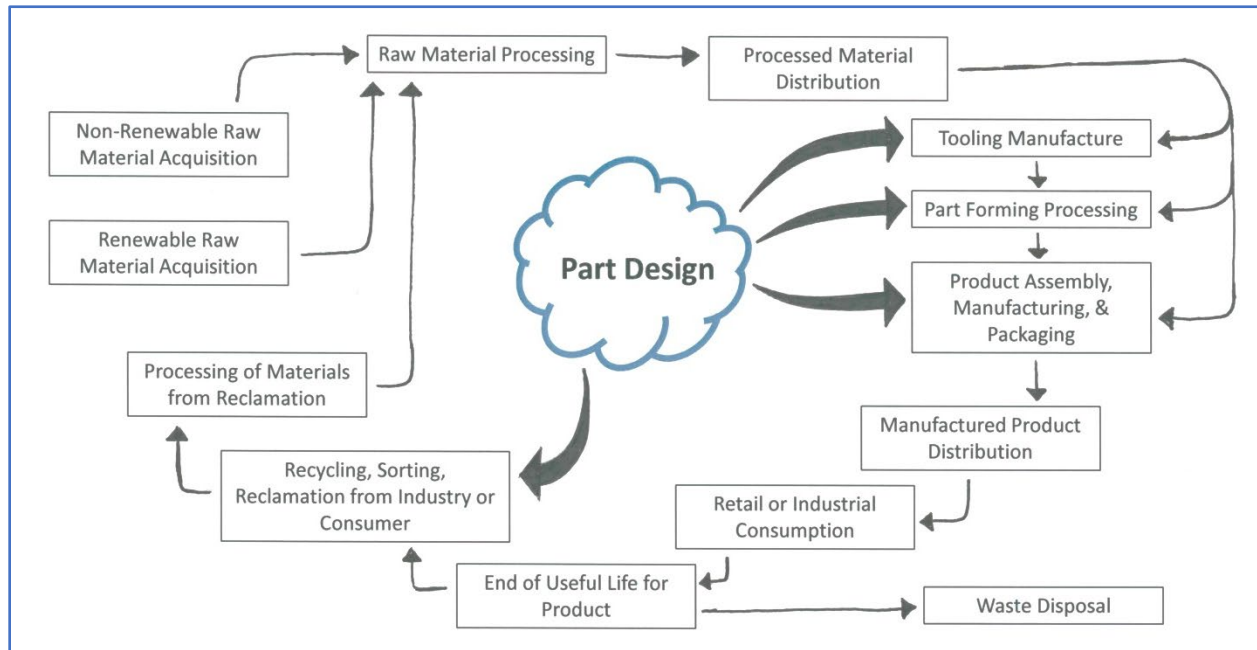 Raw Material Processing
Processed Material
Distribution
Non-Renewable Raw
Material Acquisition
Tooling Manufacture
Part Forming Processing
Renewable Raw
Material Acquisition
Part Design
Product Assembly,
Manufacturing, &
Packaging
Processing of Materials
from Reclamation
Manufactured Product
Distribution
Recycling, Sorting,
Reclamation from Industry or
Consumer
Retail or Industrial
Consumption
End of Useful Life for
Product
Waste Disposal